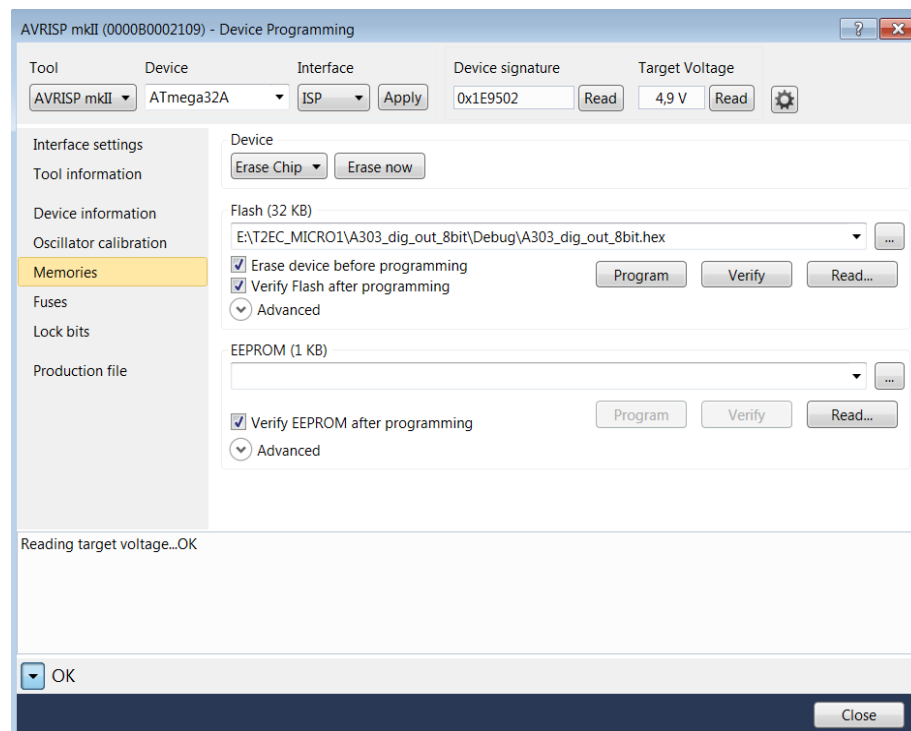 AVRISP mkII (0000B0002109) - Device Programming
Tool Device Interface Device signature Target Voltage
AVRISP mkII ATmega32A ISP Apply 0x1E9502 Read 4,9 V Read
Interface settings
Tool information
Device information
Oscillator calibration
Memories
Fuses
Lock bits
Production file
Device
Erase Chip Erase now
Flash (32 KB)
E:\T2EC_MICRO1\A303_dig_out_8bit\Debug\A303_dig_out_8bit.hex ...
Erase device before programming
Verify Flash after programming
Program Verify Read...
Advanced
EEPROM (1 KB)
...
Verify EEPROM after programming
Program Verify Read...
Advanced
Reading target voltage...OK
OK
Close